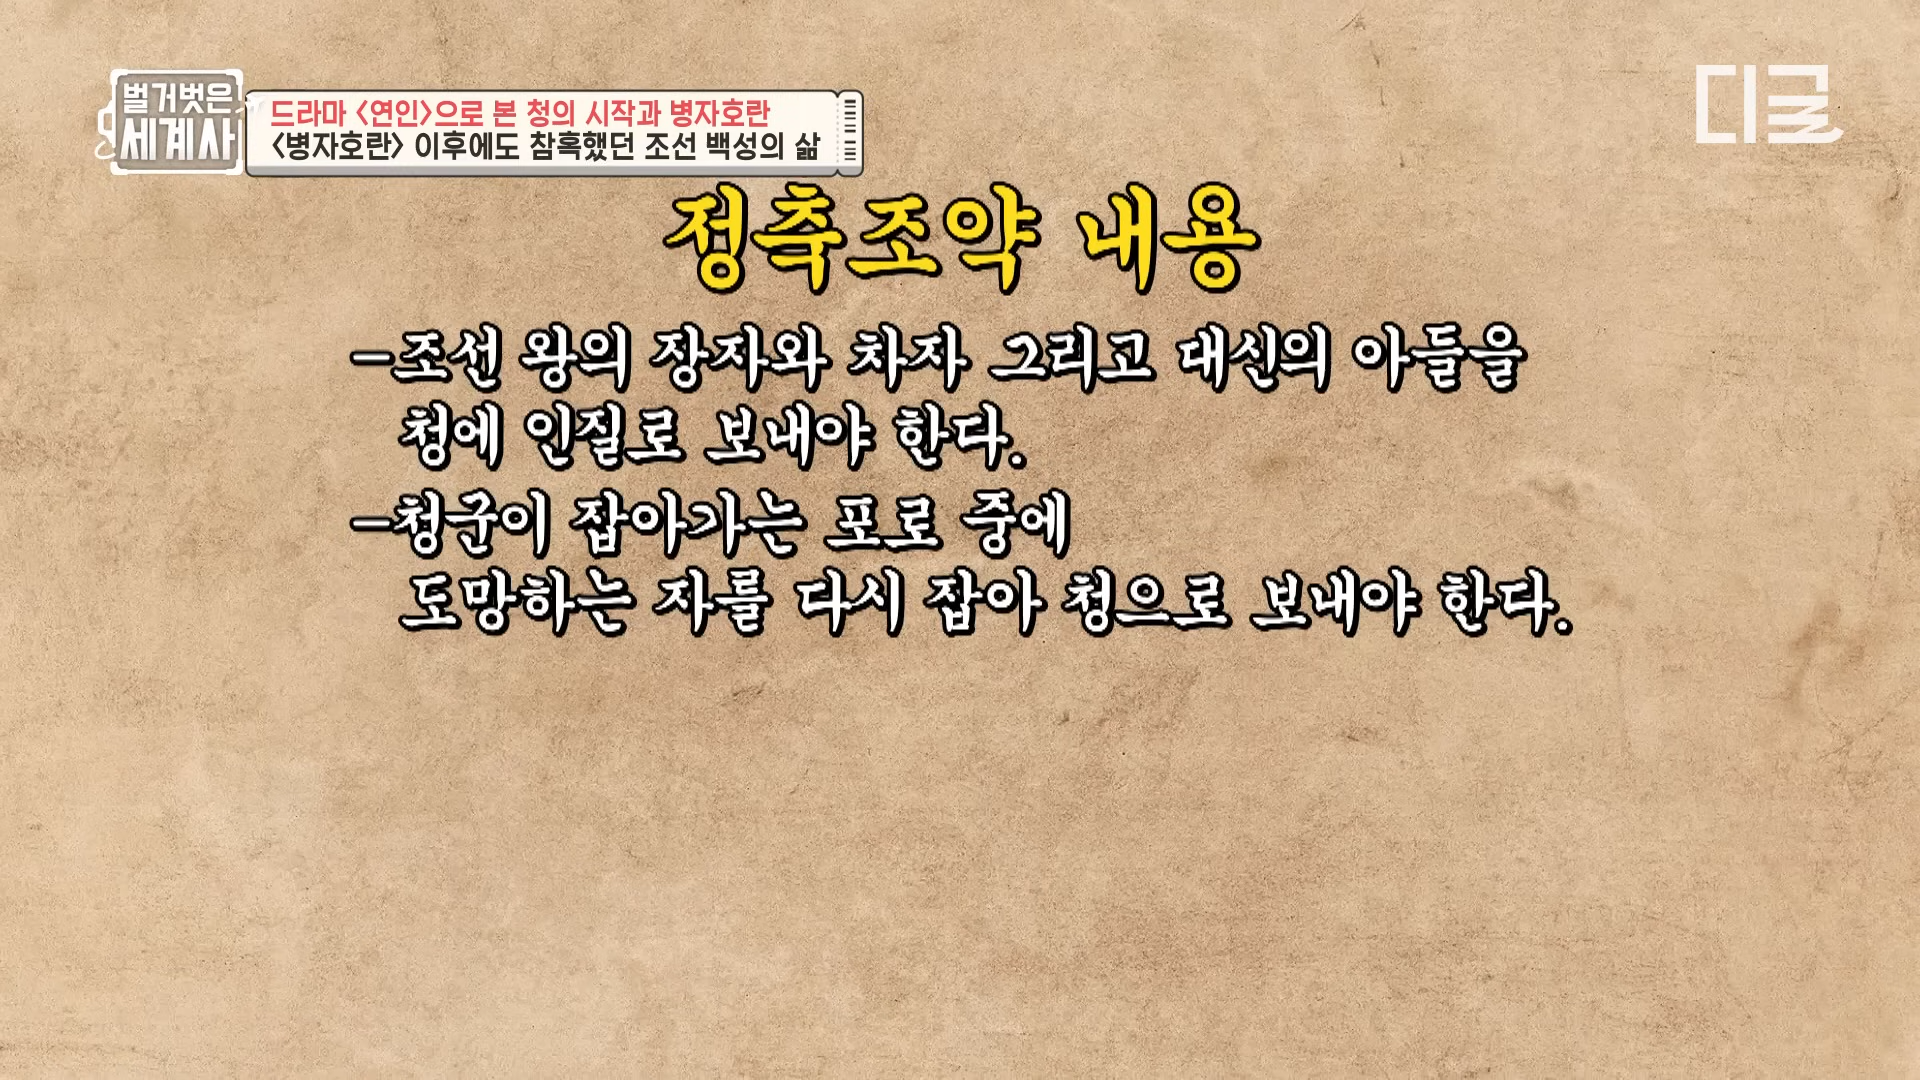 벌거벗은
세계사
드라마 <연인>으로 본 청의 시작과 병자호란
<병자호란> 이후에도 참혹했던 조선 백성의 삶
디글
정축조약 내용
-조선 왕의 장자와 차자 그리고 대신의 아들을
청에 인질로 보내야 한다.
-청군이 잡아가는 포로 중에
도망하는 자를 다시 잡아 청으로 보내야 한다.